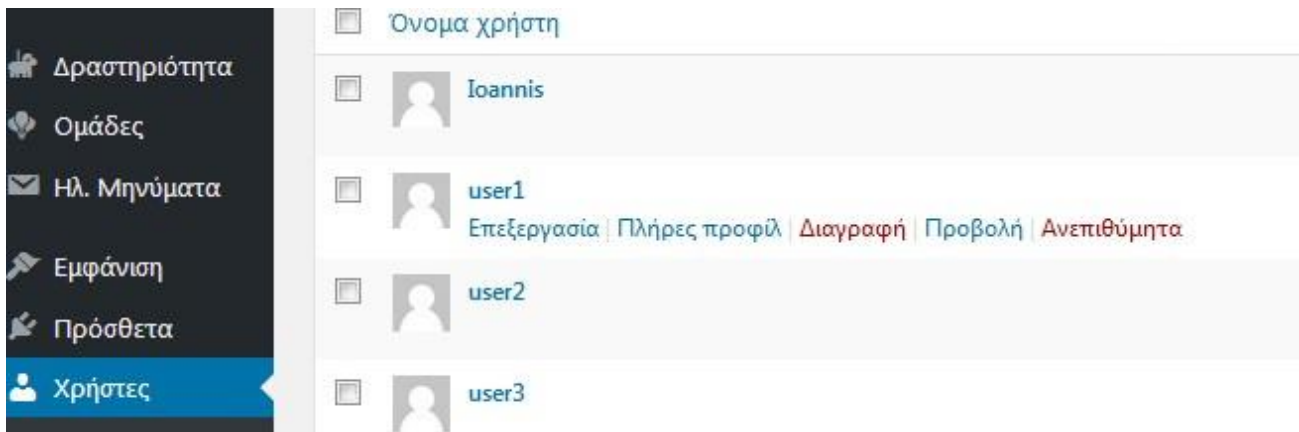 Δραστηριότητα
Ομάδες
Ηλ. Μηνύματα
Εμφάνιση
Πρόσθετα
Χρήστες
Όνομα χρήστη
Ioannis
user1
Επεξεργασία | Πλήρες προφίλ | Διαγραφή | Προβολή | Ανεπιθύμητα
user2
user3